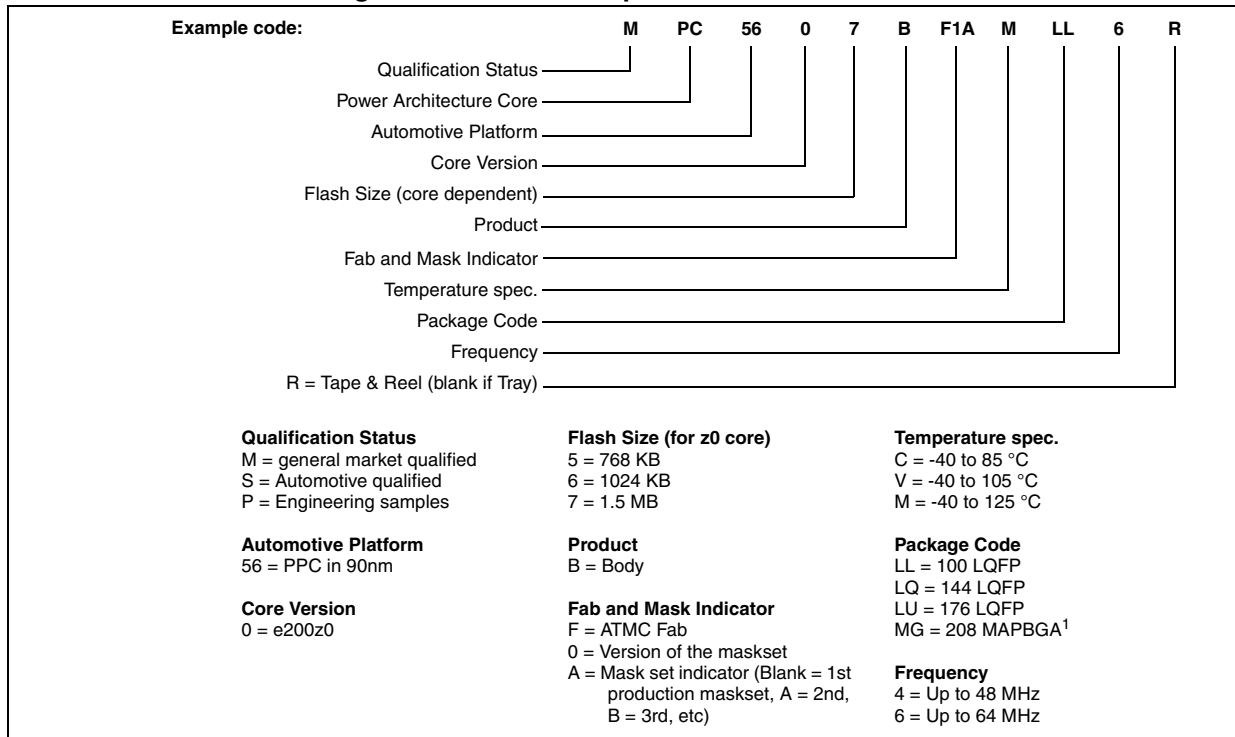 Example code: M PC 56 0 7 B F1A M LL 6 R
Qualification Status
Power Architecture Core
Automotive Platform
Core Version
Flash Size (core dependent)
Product
Fab and Mask Indicator
Temperature spec.
Package Code
Frequency
R = Tape & Reel (blank if Tray)
Qualification Status
M = general market qualified
S = Automotive qualified
P = Engineering samples
Automotive Platform
56 = PPC in 90nm
Core Version
0 = e200z0
Flash Size (for z0 core)
5 = 768 KB
6 = 1024 KB
7 = 1.5 MB
Product
B = Body
Fab and Mask Indicator
F = ATMC Fab
0 = Version of the maskset
A = Mask set indicator (Blank = 1st
production maskset, A = 2nd,
B = 3rd, etc)
Temperature spec.
C = -40 to 85 °C
V = -40 to 105 °C
M = -40 to 125 °C
Package Code
LL = 100 LQFP
LQ = 144 LQFP
LU = 176 LQFP
MG = 208 MAPBGA1
Frequency
4 = Up to 48 MHz
6 = Up to 64 MHz